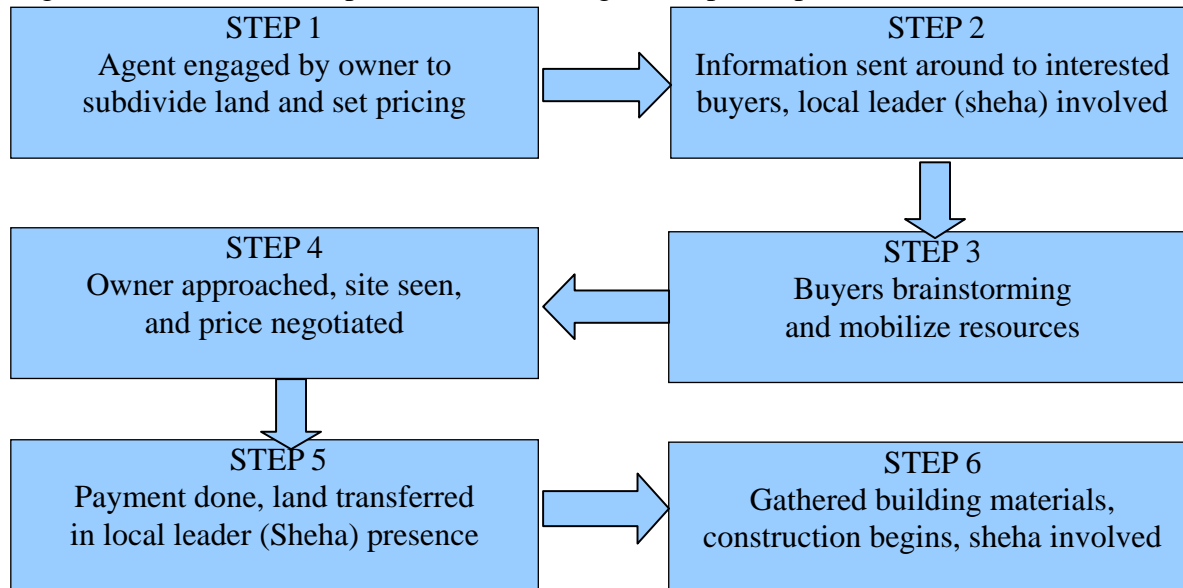 STEP 1
Agent engaged by owner to
subdivide land and set pricing
STEP 2
Information sent around to interested
buyers, local leader (sheha) involved
STEP 3
Buyers brainstorming
and mobilize resources
STEP 4
Owner approached, site seen,
and price negotiated
STEP 5
Payment done, land transferred
in local leader (Sheha) presence
STEP 6
Gathered building materials,
construction begins, sheha involved